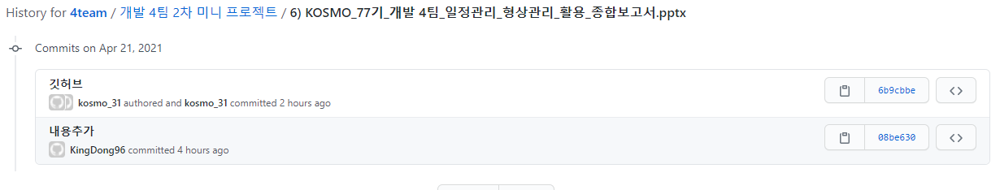 History for 4team / 개발 4팀 2차 미니 프로젝트 / 6) KOSMO_77기_개발 4팀_일정관리_형상관리_활용_종합보고서.pptx
Commits on Apr 21, 2021
깃허브
6b9cbbe
kosmo_31 authored and kosmo_31 committed 2 hours ago
내용추가
08be630
KingDong96 committed 4 hours ago